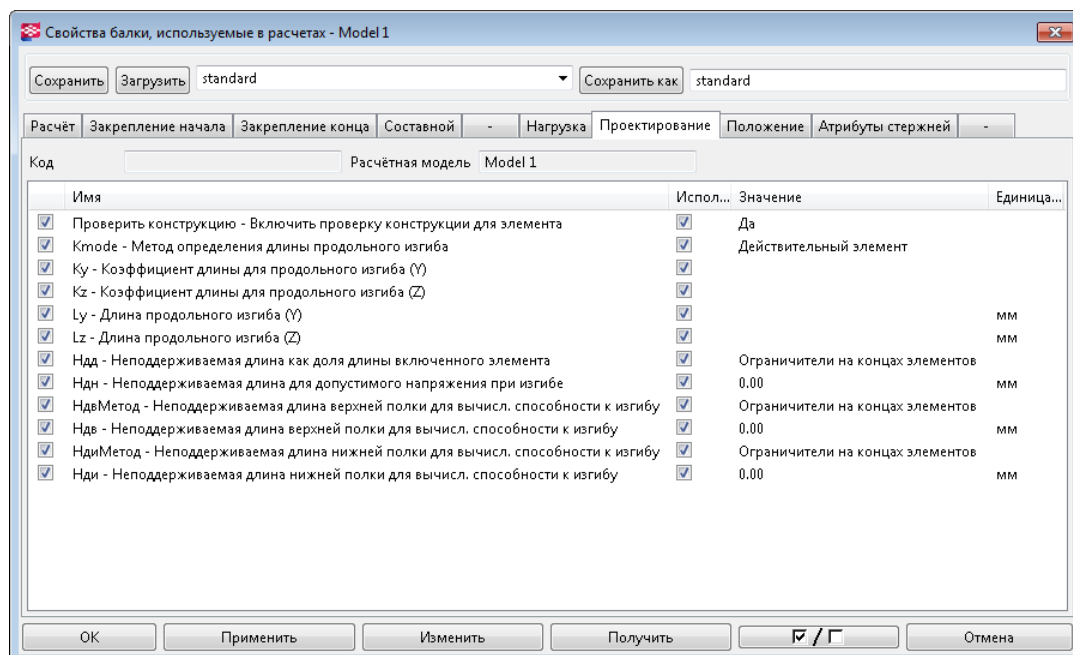 Свойства балки, используемые в расчетах - Model 1
Сохранить Загрузить standard Сохранить как standard
Расчёт Закрепление начала Закрепление конца Составной - Нагрузка Проектирование Положение Атрибуты стержней -
Код Расчётная модель Model 1
Имя Испол... Значение Единица...
Проверить конструкцию - Включить проверку конструкции для элемента Да
Kmode - Метод определения длины продольного изгиба Действительный элемент
Ky - Коэффициент длины для продольного изгиба (Y)
Kz - Коэффициент длины для продольного изгиба (Z)
Ly - Длина продольного изгиба (Y) мм
Lz - Длина продольного изгиба (Z) мм
Ндд - Неподдерживаемая длина как доля длины включенного элемента Ограничители на концах элементов
Ндн - Неподдерживаемая длина для допустимого напряжения при изгибе 0.00 мм
НдвМетод - Неподдерживаемая длина верхней полки для вычисл. способности к изгибу Ограничители на концах элементов
Ндв - Неподдерживаемая длина верхней полки для вычисл. способности к изгибу 0.00 мм
НдиМетод - Неподдерживаемая длина нижней полки для вычисл. способности к изгибу Ограничители на концах элементов
Нди - Неподдерживаемая длина нижней полки для вычисл. способности к изгибу 0.00 мм
ОК Применить Изменить Получить / Отмена